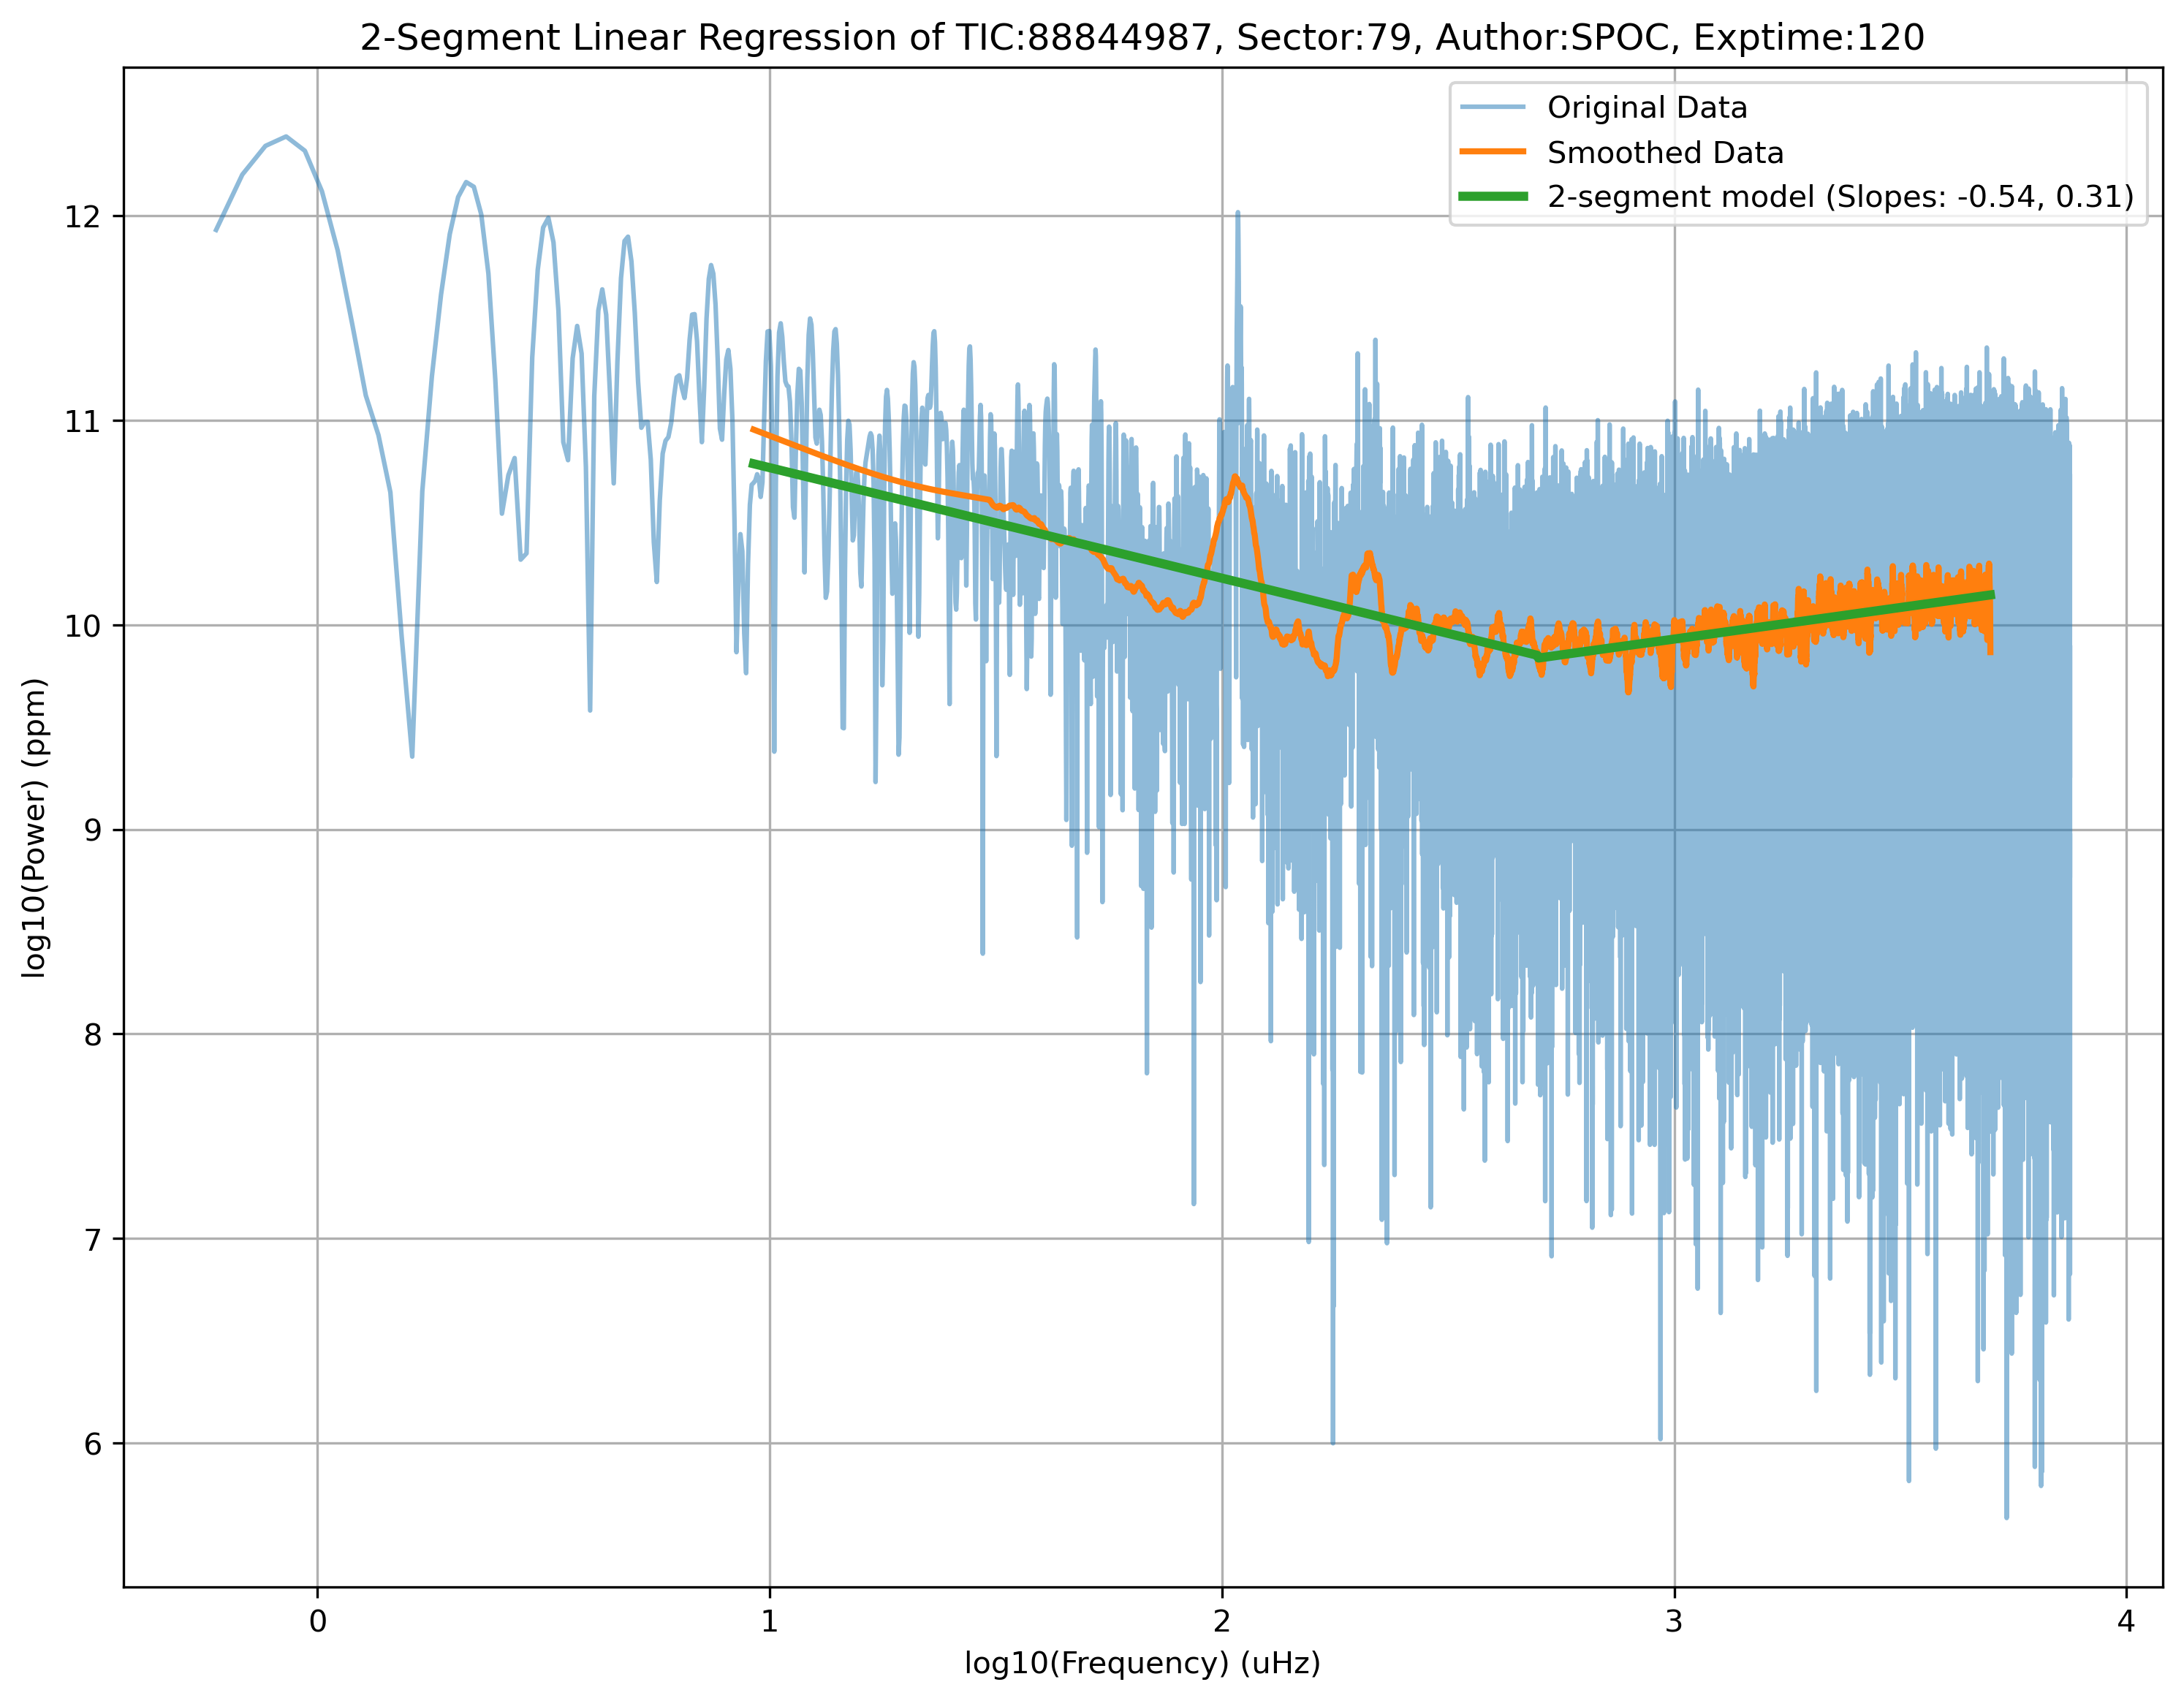 2-Segment Linear Regression of TIC:88844987, Sector:79, Author:SPOC, Exptime:120
Original Data
Smoothed Data
2-segment model (Slopes: -0.54, 0.31)
log10(Power) (ppm)
12
11
10
9
8
7
6
0 1 2 3 4
log10(Frequency) (uHz)